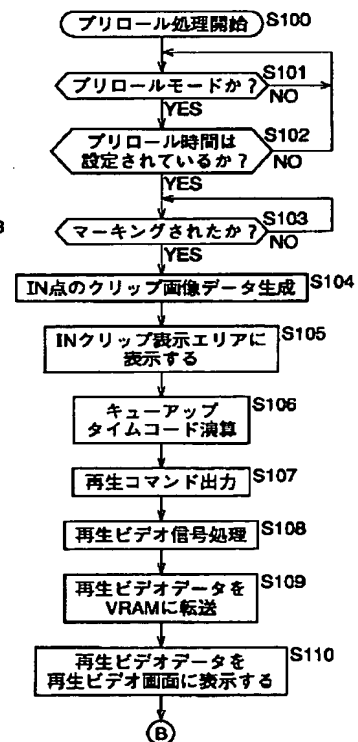 プリロール処理開始 S100
プリロールモードか? S101
NO
YES
プリロール時間は S102
設定されているか? NO
YES
マーキングされたか? S103
NO
YES
IN点のクリップ画像データ生成 S104
INクリップ表示エリアに S105
表示する
キューアップ S106
タイムコード演算
再生コマンド出力 S107
再生ビデオ信号処理 S108
再生ビデオデータを S109
VRAMに転送
再生ビデオデータを S110
再生ビデオ画面に表示する
B